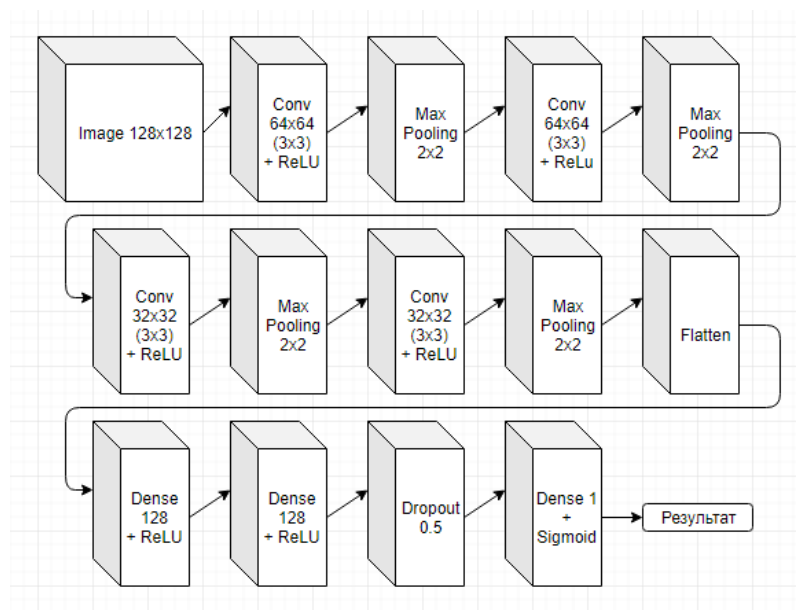 Image 128x128
Conv
64x64
(3x3)
+ ReLU
Max
Pooling
2x2
Conv
64x64
(3x3)
+ ReLu
Max
Pooling
2x2
Conv
32x32
(3x3)
+ ReLU
Max
Pooling
2x2
Conv
32x32
(3x3)
+ ReLU
Max
Pooling
2x2
Flatten
Dense
128
+ ReLU
Dense
128
+ ReLU
Dropout
0.5
Dense 1
+
Sigmoid
Результат